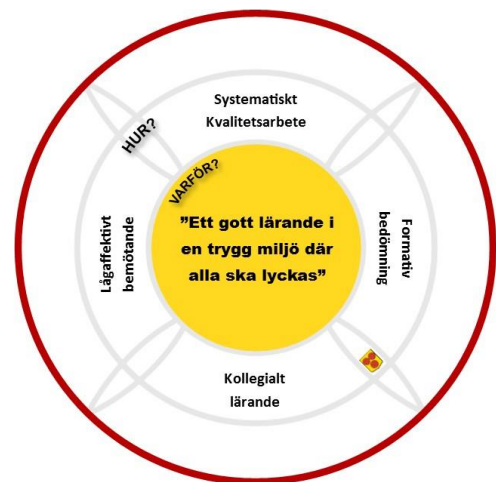 Systematiskt
Kvalitetsarbete
HUR?
VARFÖR?
”Ett gott lärande i
en trygg miljö där
alla ska lyckas”
Lågaffektivt
bemötande
Formativ
bedömning
Kollegialt
lärande